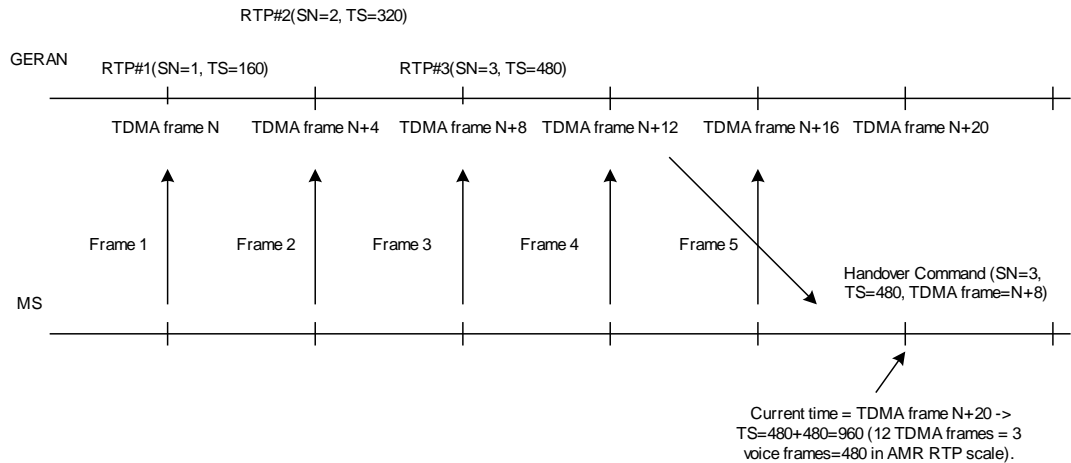 RTP#2(SN=2, TS=320)
GERAN
RTP#1(SN=1, TS=160)
RTP#3(SN=3, TS=480)
TDMA frame N
TDMA frame N+4
TDMA frame N+8
TDMA frame N+12
TDMA frame N+16
TDMA frame N+20
Frame 1
Frame 2
Frame 3
Frame 4
Frame 5
Handover Command (SN=3,
TS=480, TDMA frame=N+8)
MS
Current time = TDMA frame N+20 ->
TS=480+480=960 (12 TDMA frames = 3
voice frames=480 in AMR RTP scale).